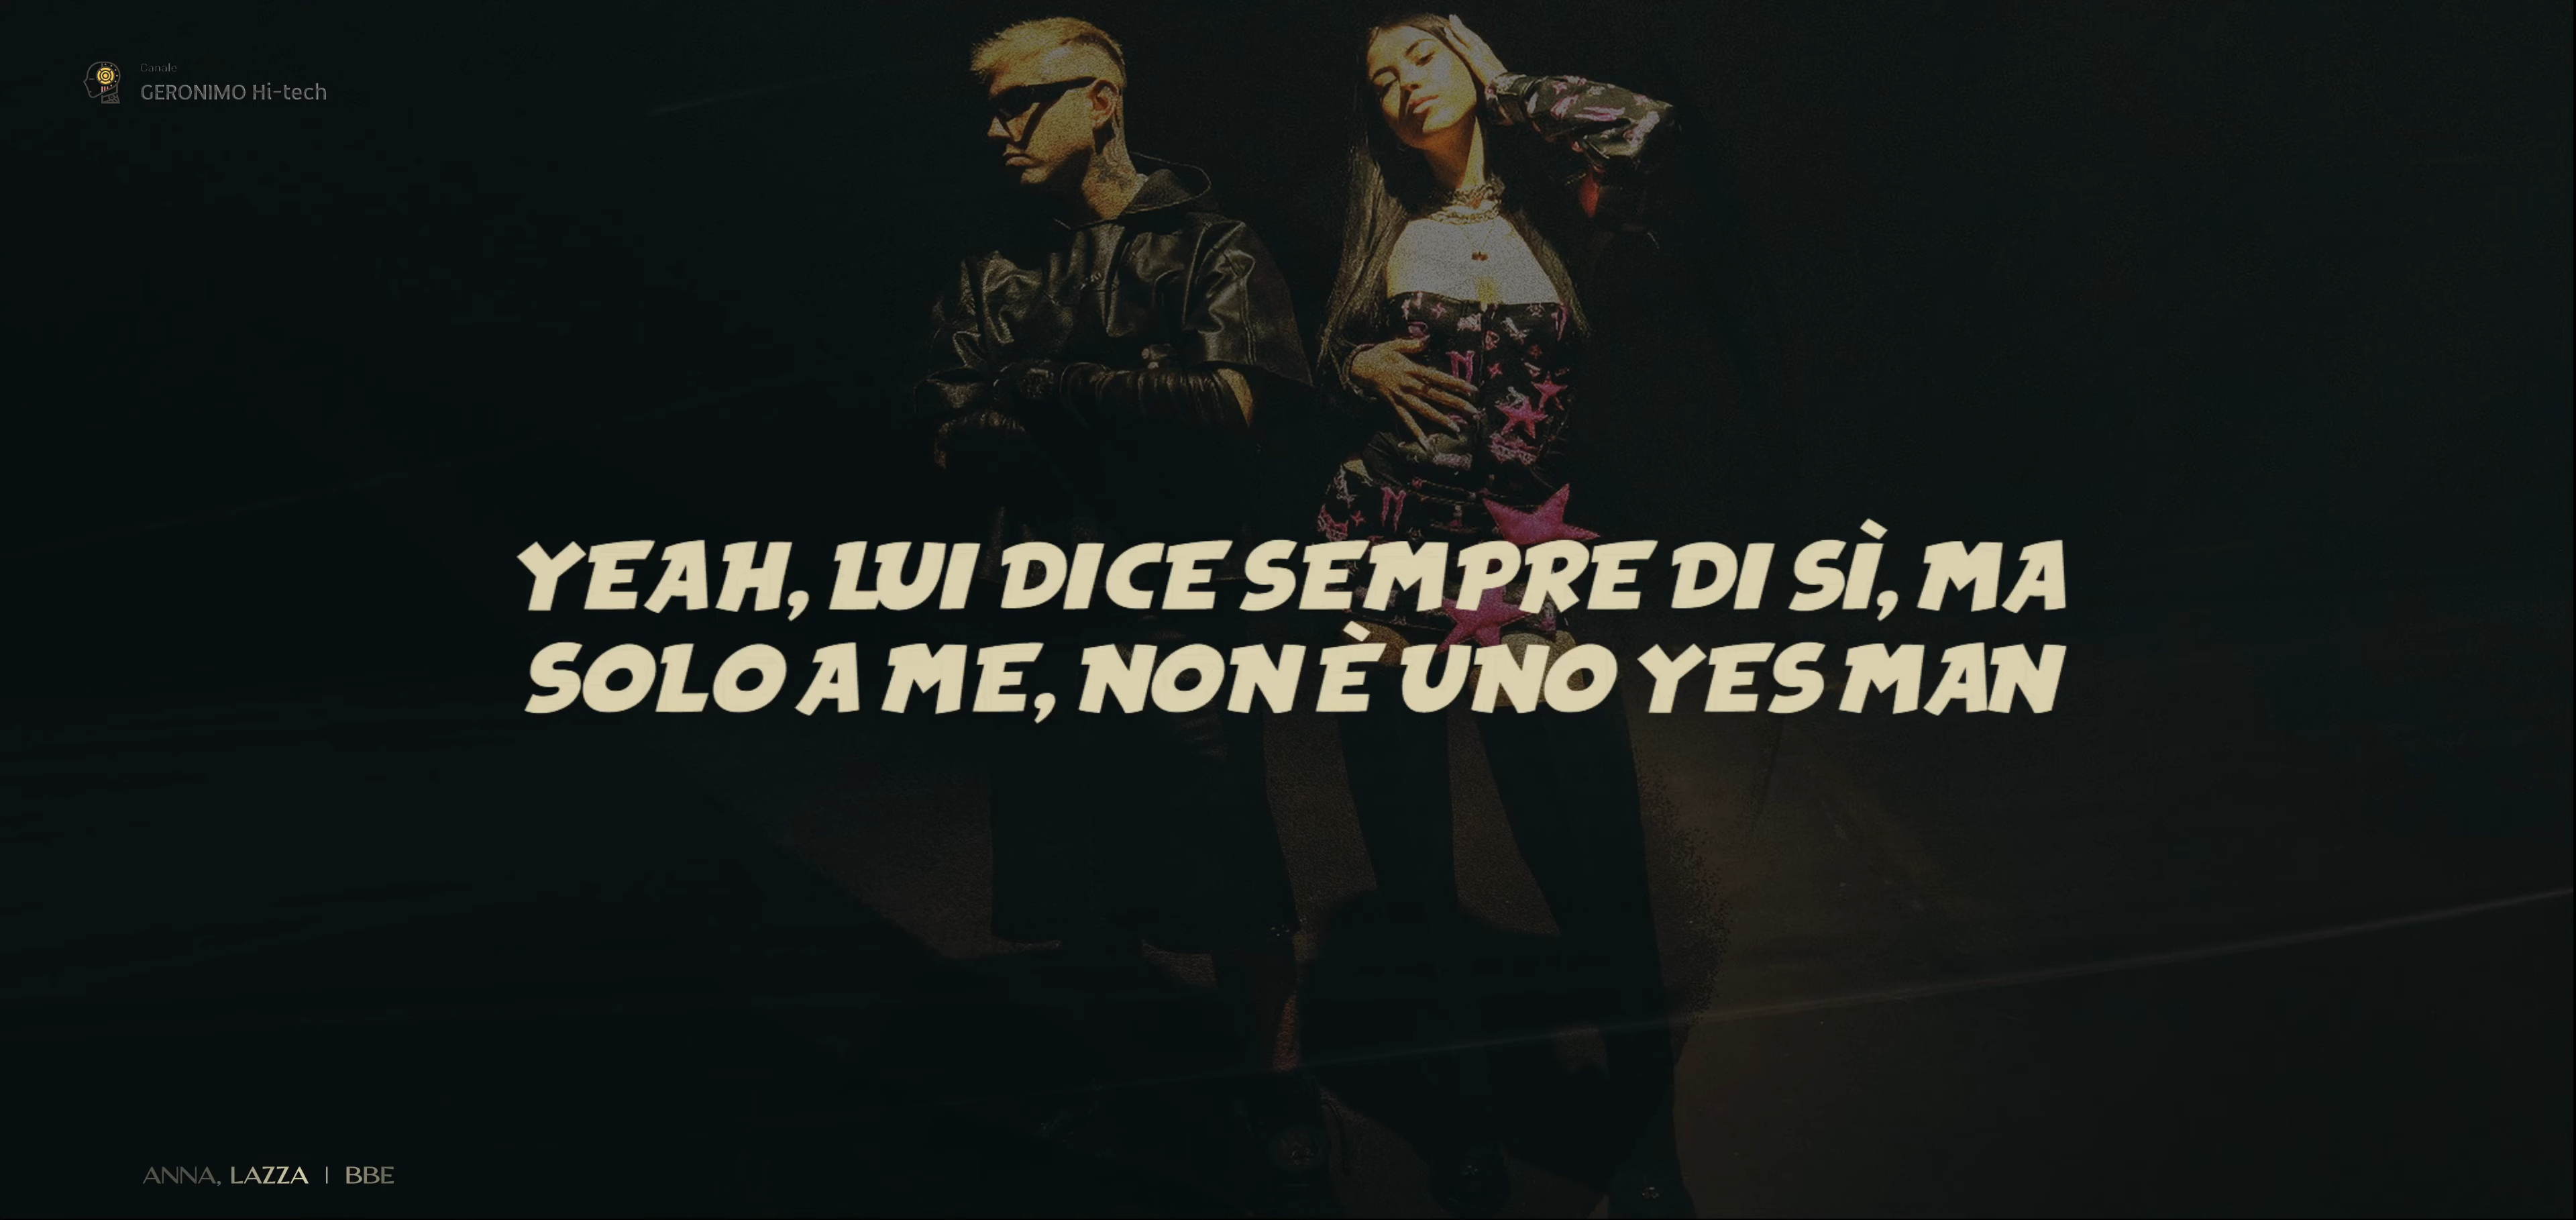 Canale
GERONIMO Hi-tech
YEAH, LUI DICE SEMPRE DI SÌ, MA
SOLO A ME, NON È UNO YES MAN
ANNA, LAZZA | BBE